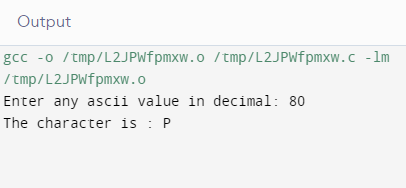 Output
gcc -o /tmp/L2JPWfpmxw.o /tmp/L2JPWfpmxw.c -lm
/tmp/L2JPWfpmxw.o
Enter any ascii value in decimal: 80
The character is : P